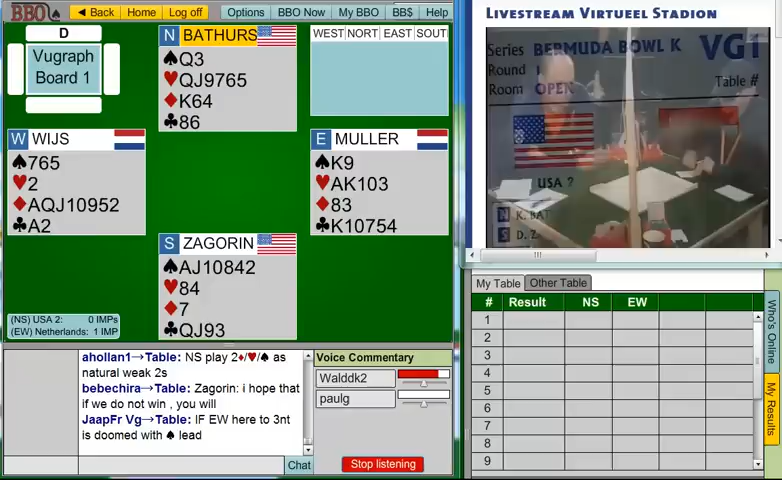 BBO
◄ Back
Home
Log off
Options
BBO Now
My BBO
BB$
Help
D
Vugraph
Board 1
N BATHURS
♠Q3
♥QJ9765
♦K64
♣86
WEST NORT EAST SOUT
W WIJS
♠765
♥2
♦AQJ10952
♣A2
E MULLER
♠K9
♥AK103
♦83
♣K10754
S ZAGORIN
♠AJ10842
♥84
♦7
♣QJ93
(NS) USA 2: 0 IMPs
(EW) Netherlands: 1 IMP
ahollan1→Table: NS play 2♦/♥/♠ as
natural weak 2s
bebechira→Table: Zagorin: i hope that
if we do not win , you will
JaapFr Vg→Table: IF EW here to 3nt
is doomed with ♠ lead
Chat
Voice Commentary
Walddk2
paulg
Stop listening
Livestream Virtueel Stadion
Series BERMUDA BOWL K VG1
Round
Room OPEN
Table #
USA ?
N K. BAT
S D. Z
My Table
Other Table
# Result NS EW
1
2
3
4
5
6
7
8
9
Who's Online
My Results